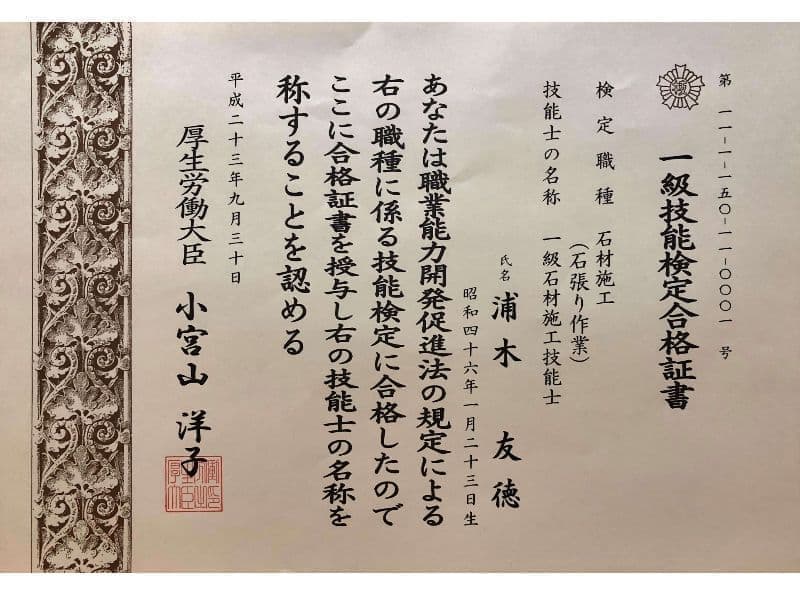 第 一一-一-一五〇-一一-〇〇〇一 号
一級技能検定合格証書
検定職種 石材施工
(石張り作業)
技能士の名称 一級石材施工技能士
氏名 浦木 友徳
昭和四十六年一月二十三日生
あなたは職業能力開発促進法の規定による
右の職種に係る技能検定に合格したので
ここに合格証書を授与し右の技能士の名称を
称することを認める
平成二十三年九月三十日
厚生労働大臣 小宮山 洋子